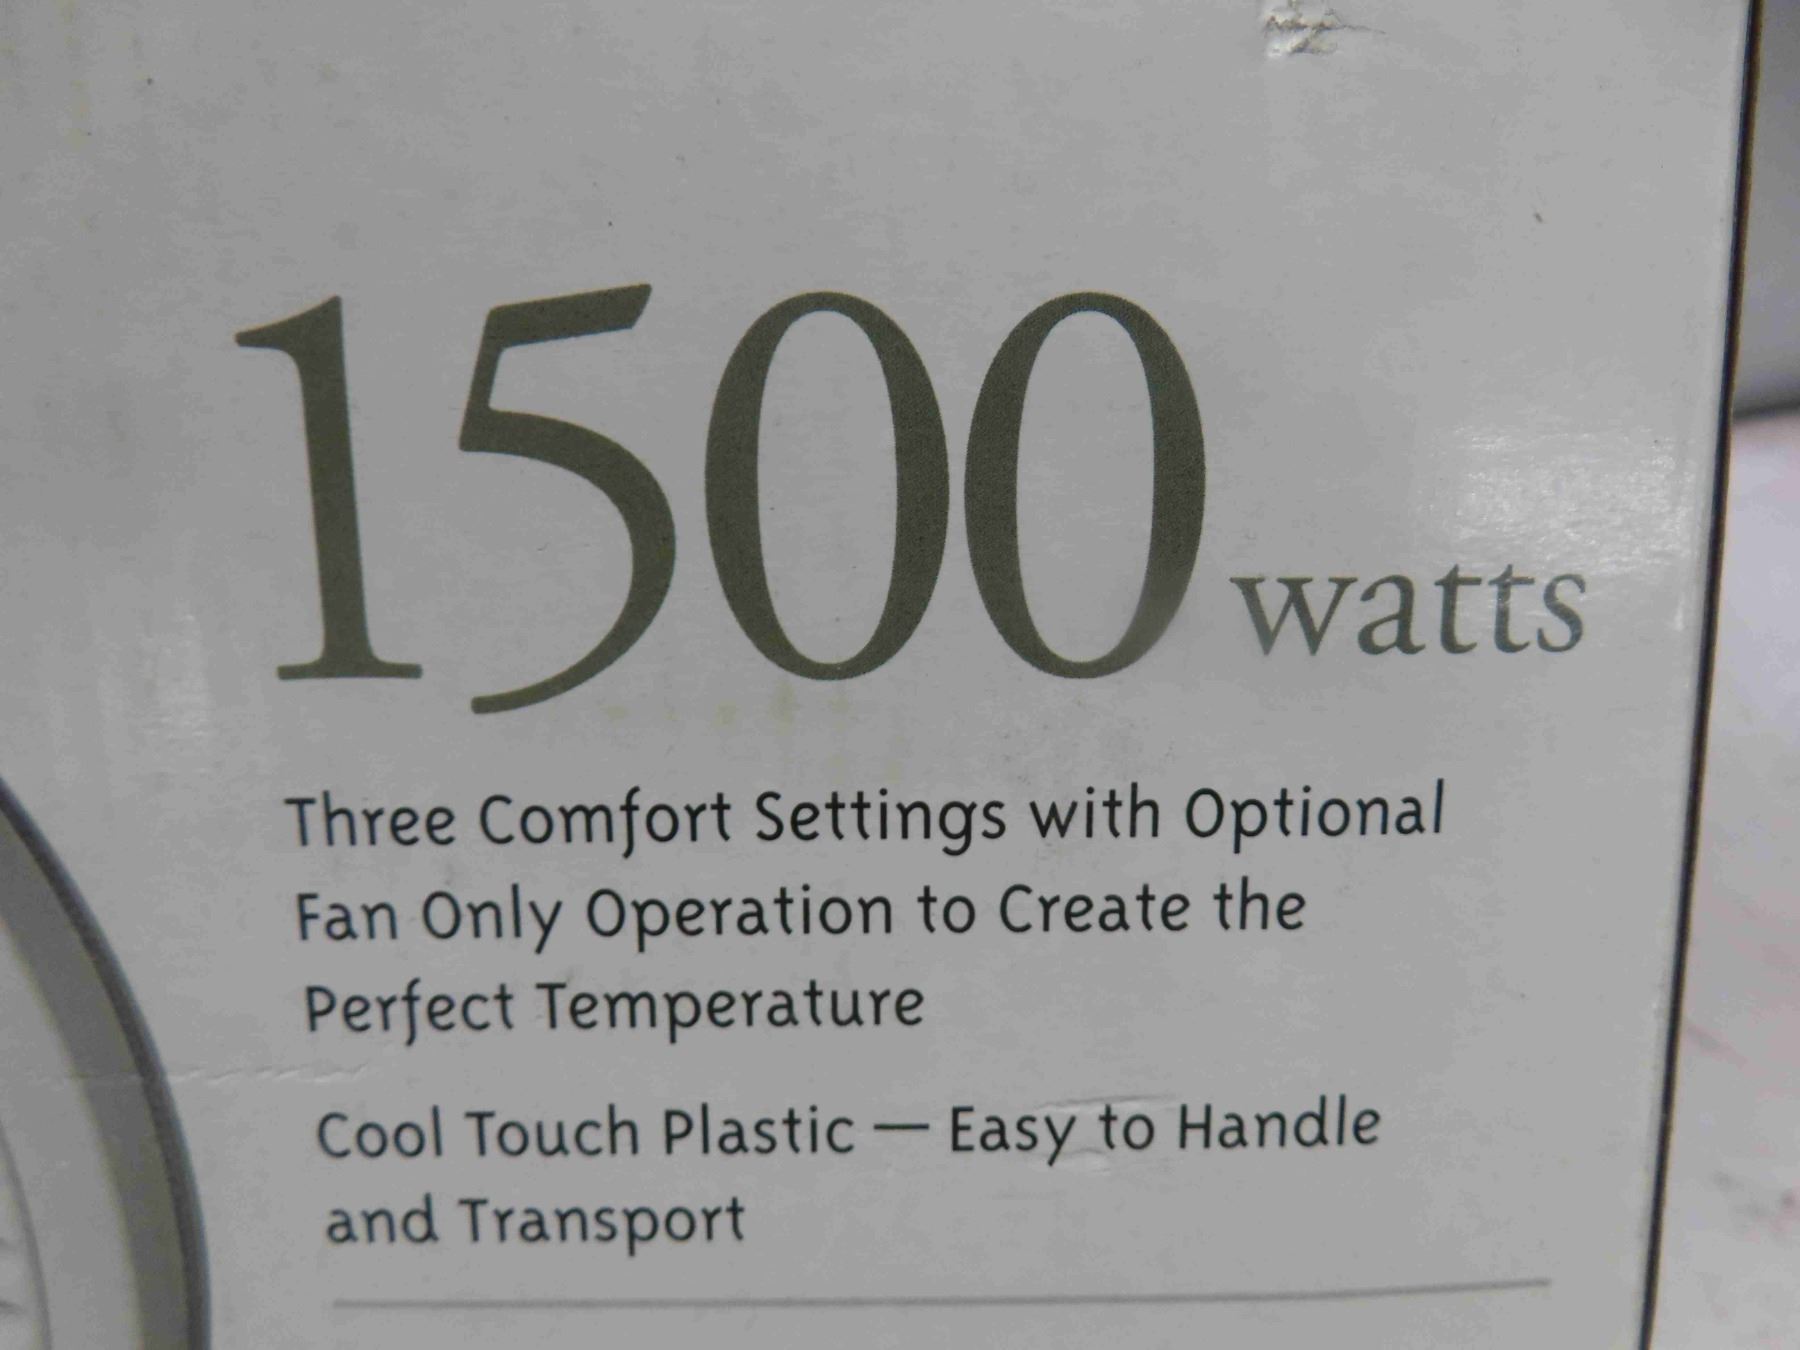 1500 watts
Three Comfort Settings with Optional
Fan Only Operation to Create the
Perfect Temperature
Cool Touch Plastic — Easy to Handle
and Transport